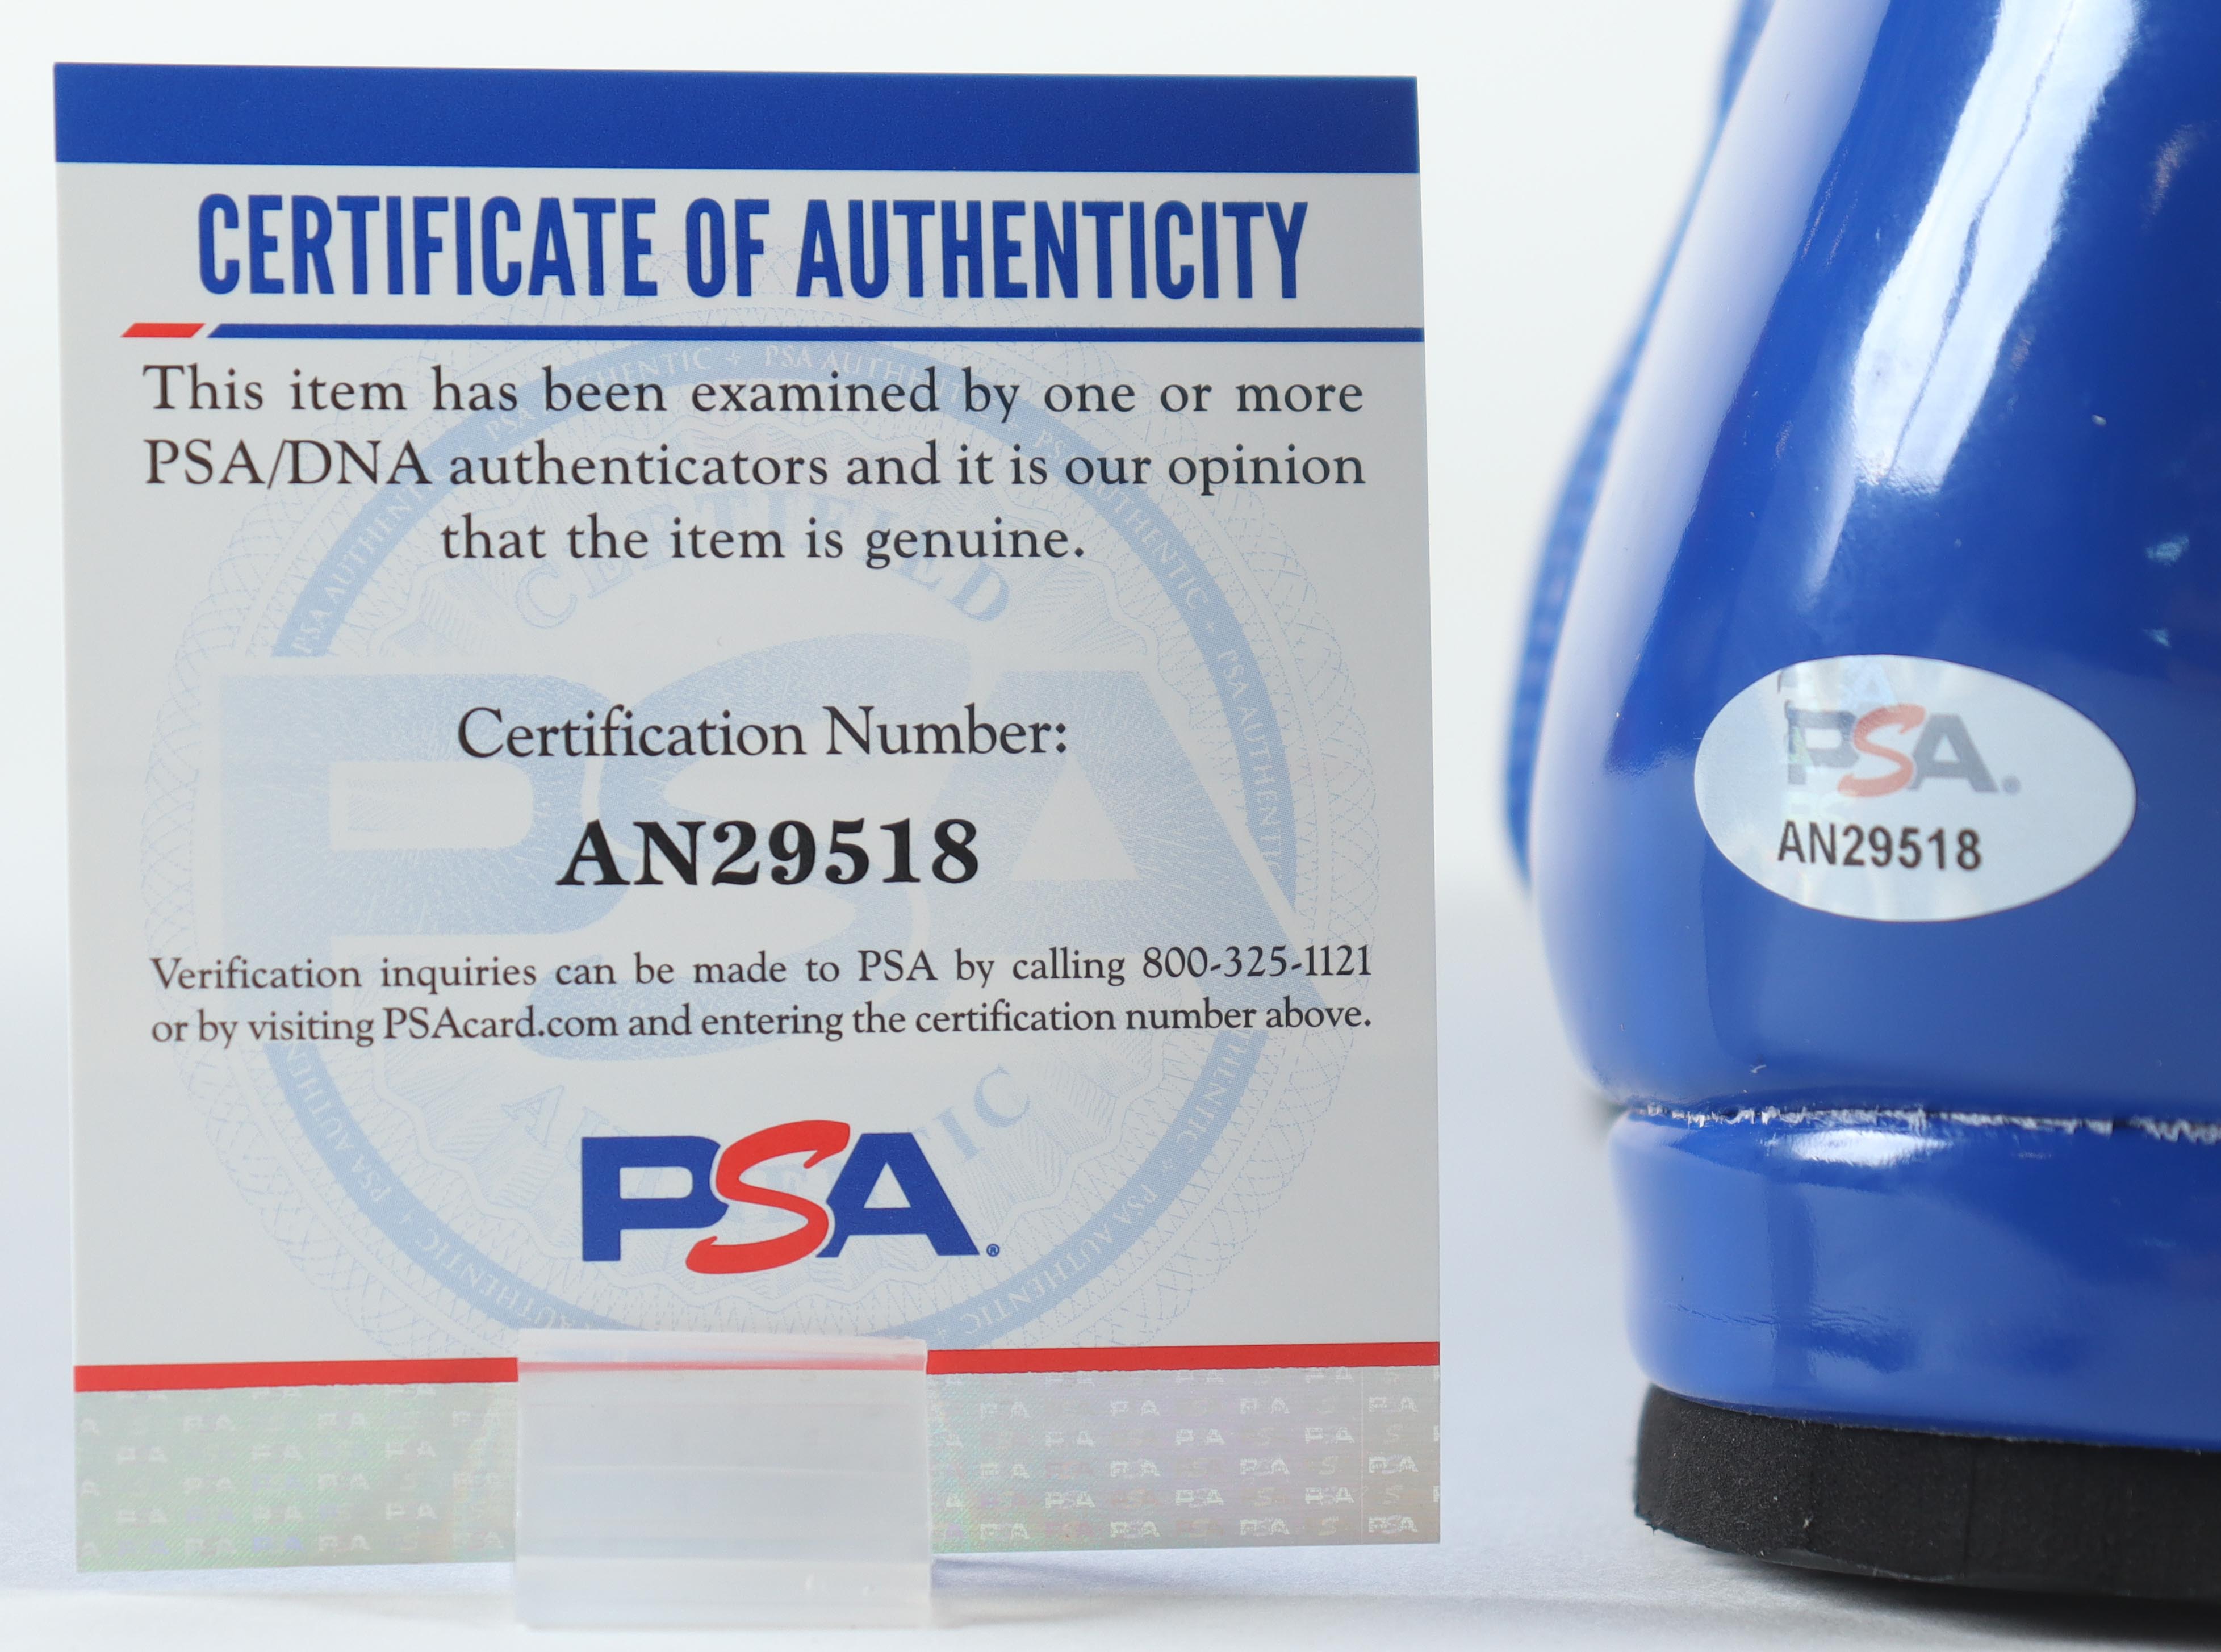 CERTIFICATE OF AUTHENTICITY
This item has been examined by one or more
PSA/DNA authenticators and it is our opinion
that the item is genuine.
CERTIFIED
Certification Number:
AN29518
Verification inquiries can be made to PSA by calling 800-325-1121
or by visiting PSAcard.com and entering the certification number above.
PSA®
PSA.
AN29518